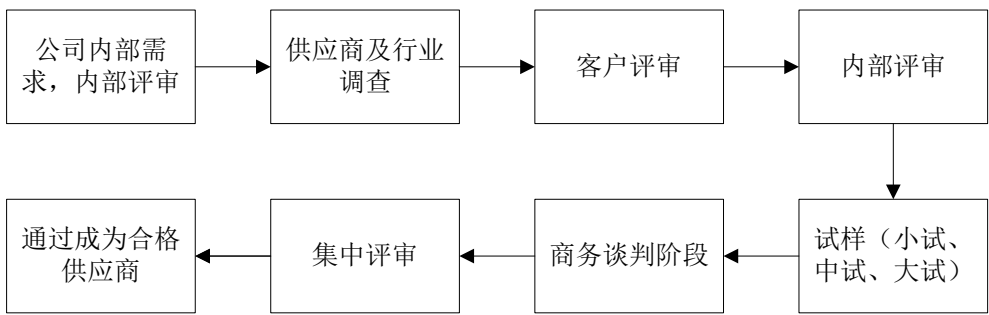 公司内部需
求，内部评审
供应商及行业
调查
客户评审
内部评审
试样（小试、
中试、大试）
商务谈判阶段
集中评审
通过成为合格
供应商